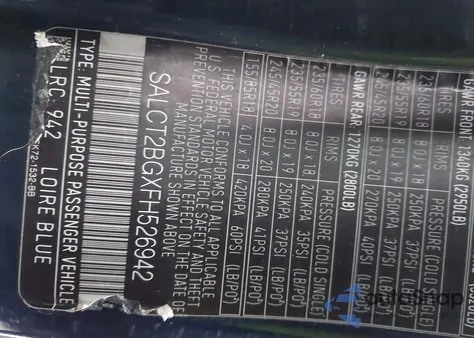 GAWR FRONT 1340KG (2950LB)
RIMS PRESSURE (COLD SINGLE)
235/60R18 8.0J x 18 250KPA 37PSI (LB/PO²)
235/55R19 8.0J x 19 250KPA 37PSI (LB/PO²)
245/45R20 8.0J x 20 270KPA 40PSI (LB/PO²)
GAWR REAR 1270KG (2800LB)
TIRES RIMS PRESSURE (COLD SINGLE)
235/60R18 8.0J x 18 240KPA 35PSI (LB/PO²)
235/55R19 8.0J x 19 250KPA 37PSI (LB/PO²)
245/45R20 8.0J x 20 280KPA 41PSI (LB/PO²)
155/85R18 4.0J x 18 420KPA 60PSI (LB/PO²)
THIS VEHICLE CONFORMS TO ALL APPLICABLE
U S FEDERAL MOTOR VEHICLE SAFETY AND THEFT
PREVENTION STANDARDS IN EFFECT ON THE DATE OF
MANUFACTURE SHOWN ABOVE
SALCT2BGXFH526942
TYPE: MULTI-PURPOSE PASSENGER VEHICLE
LRC 942 LOIRE BLUE
FK72-1532-BB
autosnap